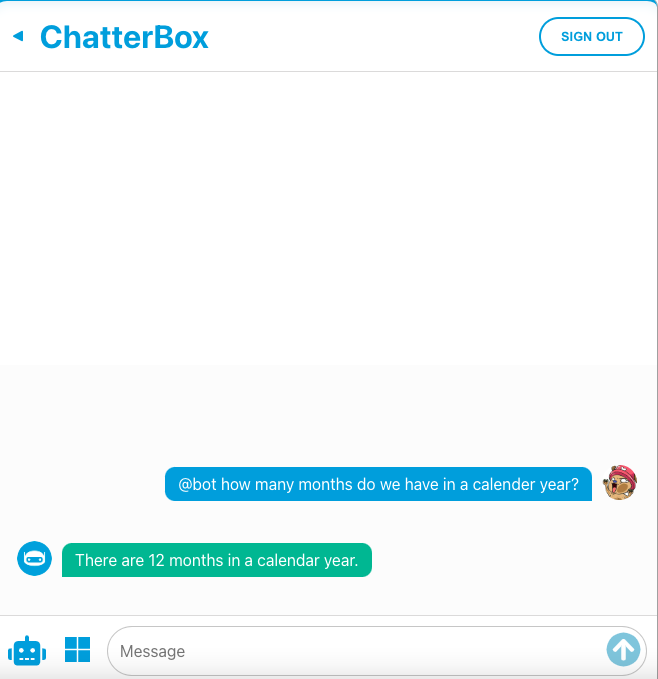 ChatterBox
SIGN OUT
@bot how many months do we have in a calender year?
There are 12 months in a calendar year.
Message